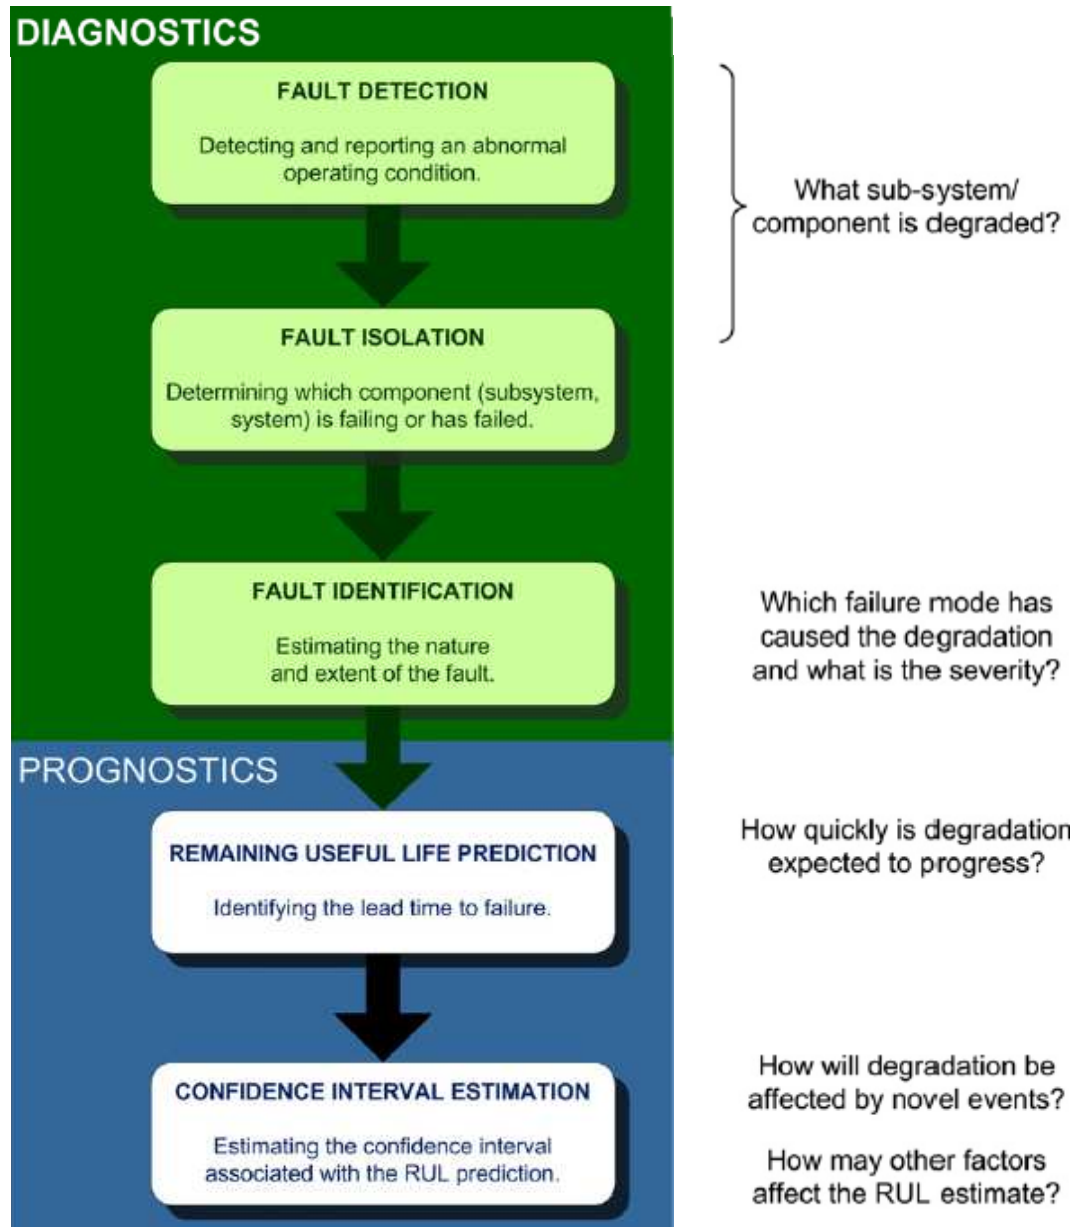 DIAGNOSTICS
FAULT DETECTION
Detecting and reporting an abnormal
operating condition.
What sub-system/
component is degraded?
FAULT ISOLATION
Determining which component (subsystem,
system) is failing or has failed.
FAULT IDENTIFICATION
Estimating the nature
and extent of the fault.
Which failure mode has
caused the degradation
and what is the severity?
PROGNOSTICS
REMAINING USEFUL LIFE PREDICTION
Identifying the lead time to failure.
How quickly is degradation
expected to progress?
CONFIDENCE INTERVAL ESTIMATION
Estimating the confidence interval
associated with the RUL prediction.
How will degradation be
affected by novel events?
How may other factors
affect the RUL estimate?